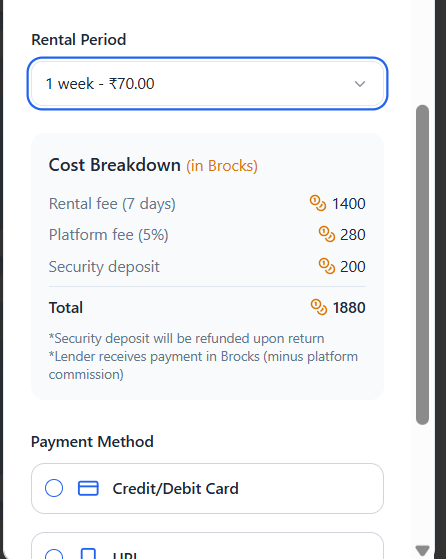 Rental Period
1 week - ₹70.00
Cost Breakdown (in Brocks)
Rental fee (7 days) 1400
Platform fee (5%) 280
Security deposit 200
Total 1880
*Security deposit will be refunded upon return
*Lender receives payment in Brocks (minus platform
commission)
Payment Method
Credit/Debit Card
UPI